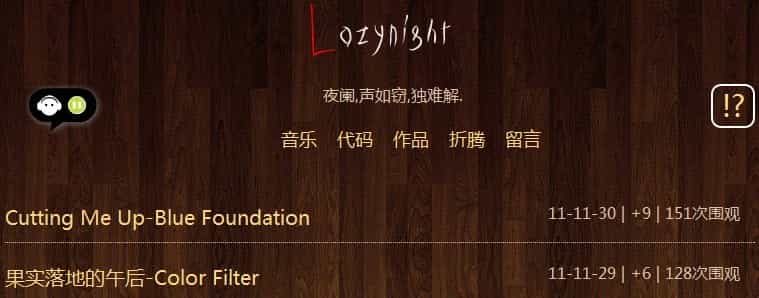 Lazynight
夜阑,声如窃,独难解.
!?
音乐 代码 作品 折腾 留言
Cutting Me Up-Blue Foundation 11-11-30 | +9 | 151次围观
果实落地的午后-Color Filter 11-11-29 | +6 | 128次围观